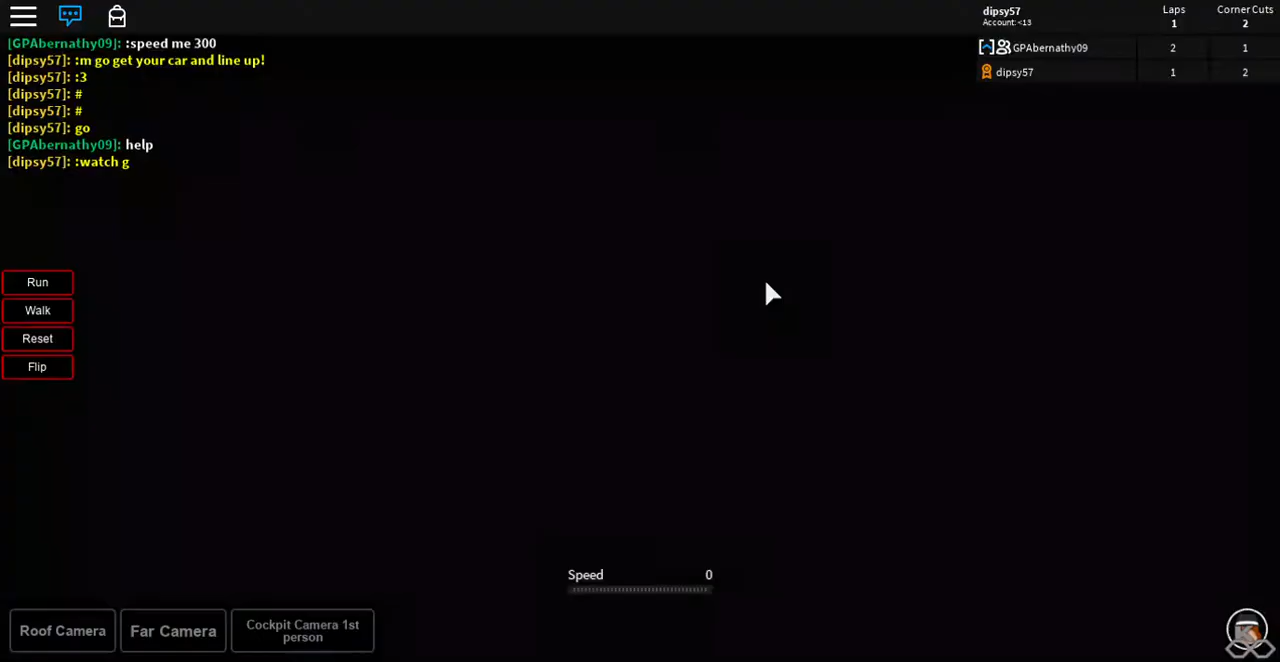 [GPAbernathy09]: :speed me 300
[dipsy57]: :m go get your car and line up!
[dipsy57]: :3
[dipsy57]: #
[dipsy57]: #
[dipsy57]: go
[GPAbernathy09]: help
[dipsy57]: :watch g
dipsy57 Laps Corner Cuts
Account: <13 1 2
GPAbernathy09 2 1
dipsy57 1 2
Run
Walk
Reset
Flip
Speed 0
Roof Camera
Far Camera
Cockpit Camera 1st
person